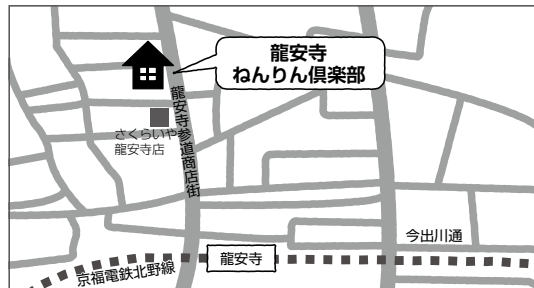 龍安寺
ねんりん倶楽部
龍安寺参道商店街
さくらいや
龍安寺店
今出川通
龍安寺
京福電鉄北野線